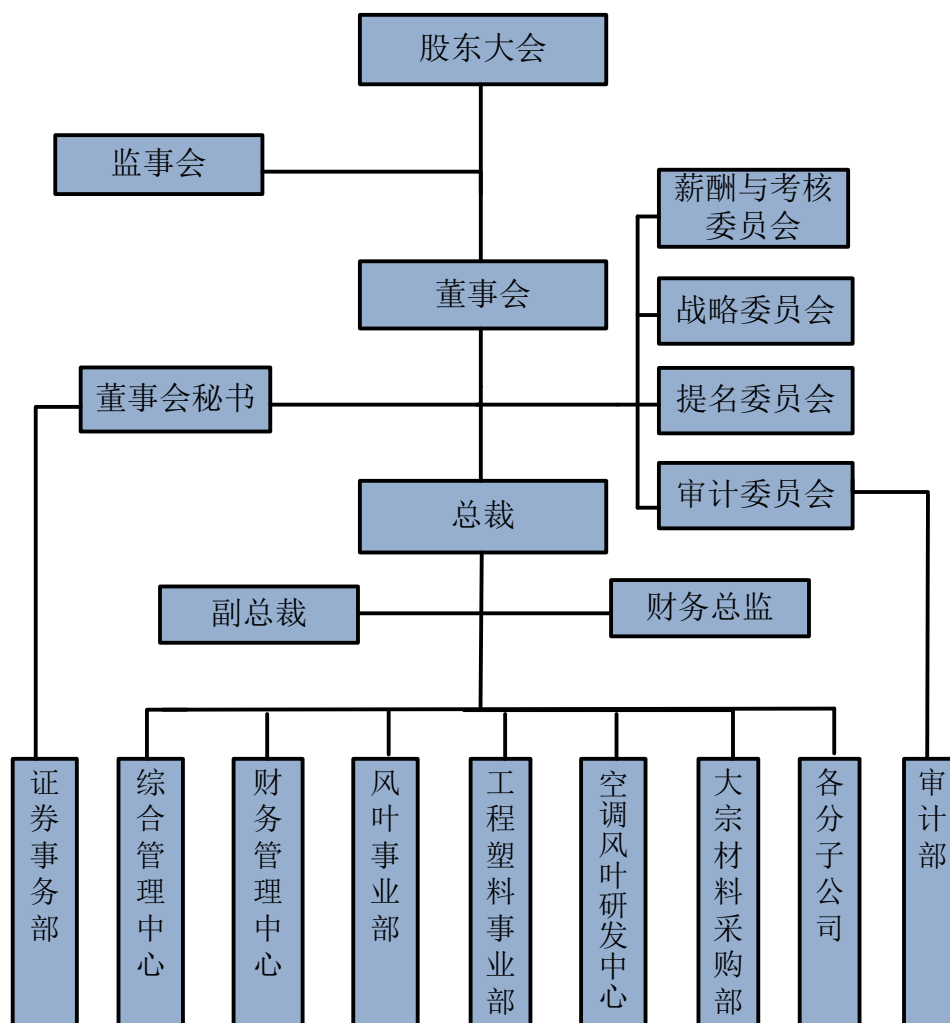 股东大会
监事会
薪酬与考核
委员会
董事会
战略委员会
董事会秘书
提名委员会
总裁
审计委员会
副总裁
财务总监
证券事务部
综合管理中心
财务管理中心
风叶事业部
工程塑料事业部
空调风叶研发中心
大宗材料采购部
各分子公司
审计部